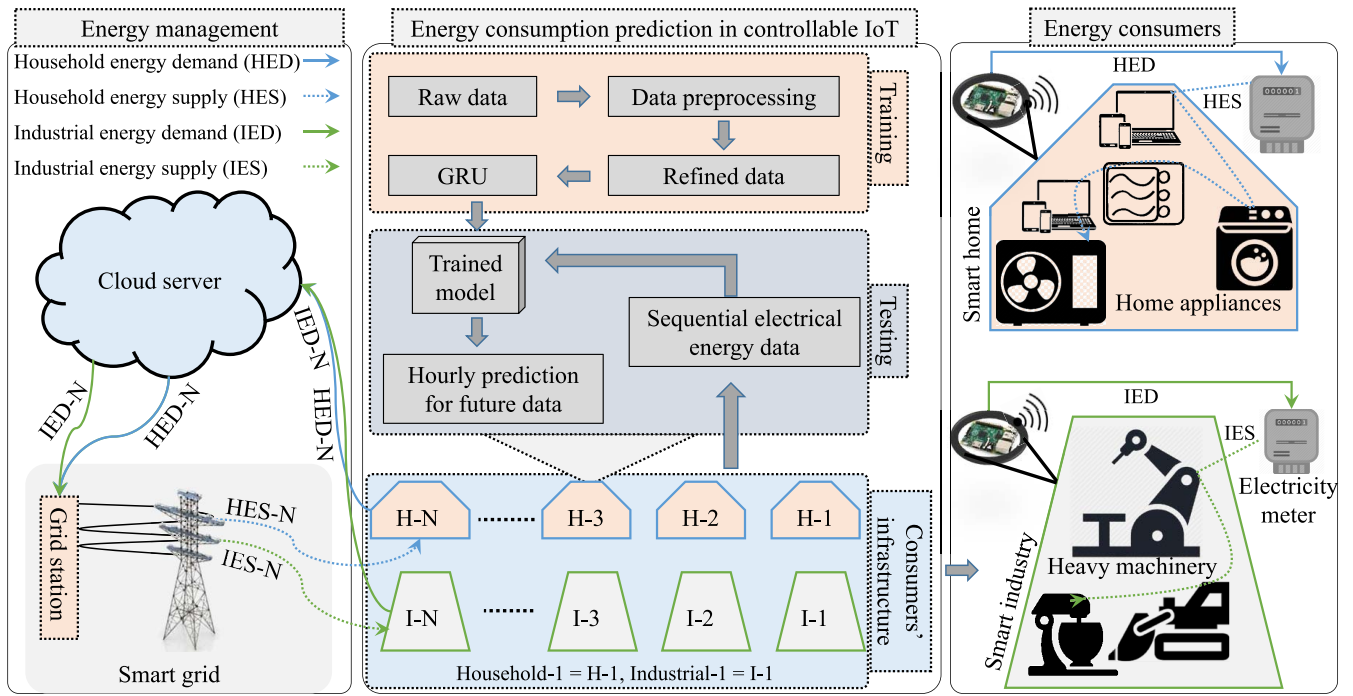 Energy management
Household energy demand (HED)
Household energy supply (HES)
Industrial energy demand (IED)
Industrial energy supply (IES)
Cloud server
IED-N
HED-N
IED-N
HED-N
Grid station
HES-N
IES-N
Smart grid
Energy consumption prediction in controllable IoT
Raw data
Data preprocessing
GRU
Refined data
Training
Trained
model
Sequential electrical
energy data
Hourly prediction
for future data
Testing
H-N
H-3
H-2
H-1
I-N
I-3
I-2
I-1
Household-1 = H-1, Industrial-1 = I-1
Consumers'
infrastructure
Energy consumers
HED
HES
000001
Smart home
Home appliances
IED
IES
000001
Electricity
meter
Heavy machinery
Smart industry